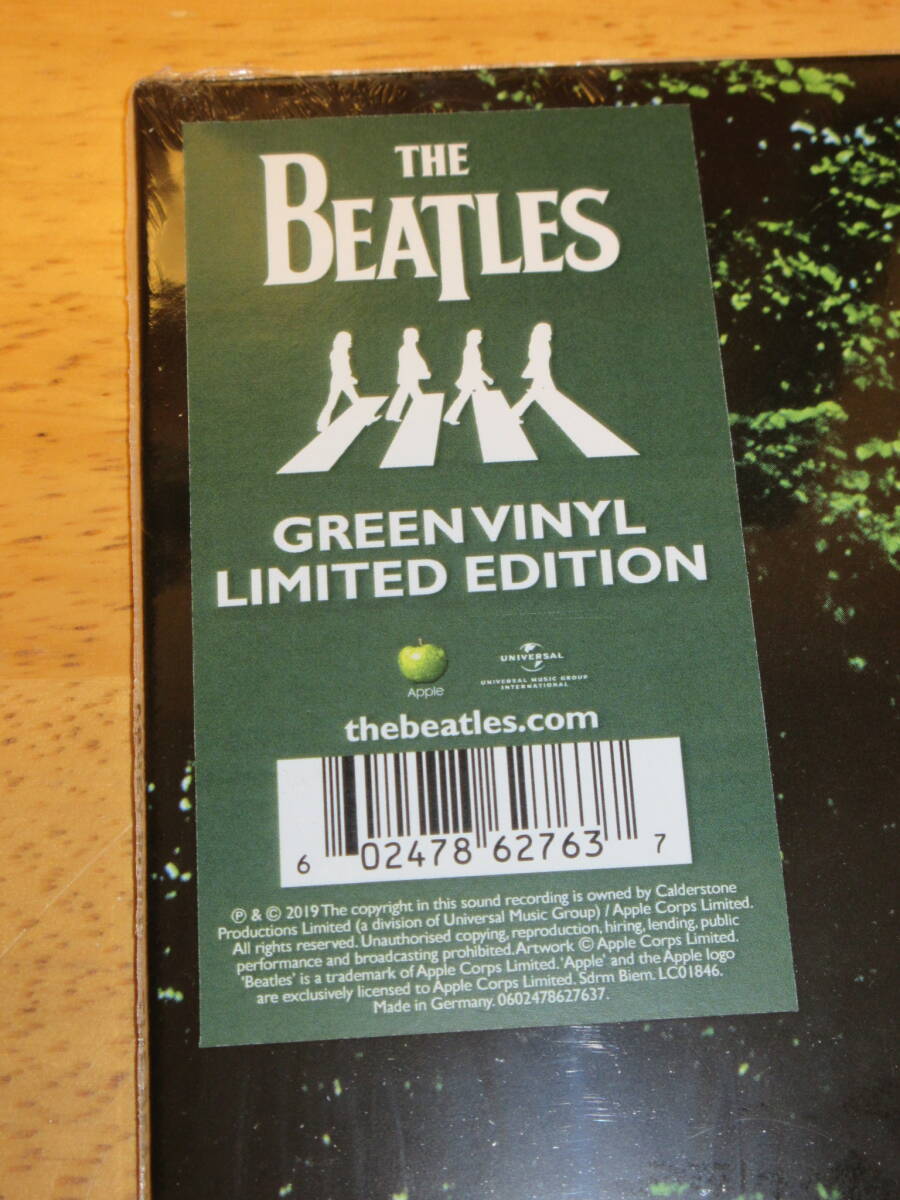 THE
BEATLES
GREEN VINYL
LIMITED EDITION
Apple
UNIVERSAL
UNIVERSAL MUSIC GROUP
INTERNATIONAL
thebeatles.com
6 02478 62763 7
℗ & © 2019 The copyright in this sound recording is owned by Calderstone
Productions Limited (a division of Universal Music Group) / Apple Corps Limited.
All rights reserved. Unauthorised copying, reproduction, hiring, lending, public
performance and broadcasting prohibited. Artwork © Apple Corps Limited.
'Beatles' is a trademark of Apple Corps Limited. 'Apple' and the Apple logo
are exclusively licensed to Apple Corps Limited. Sdrm Biem. LC01846.
Made in Germany. 0602478627637.